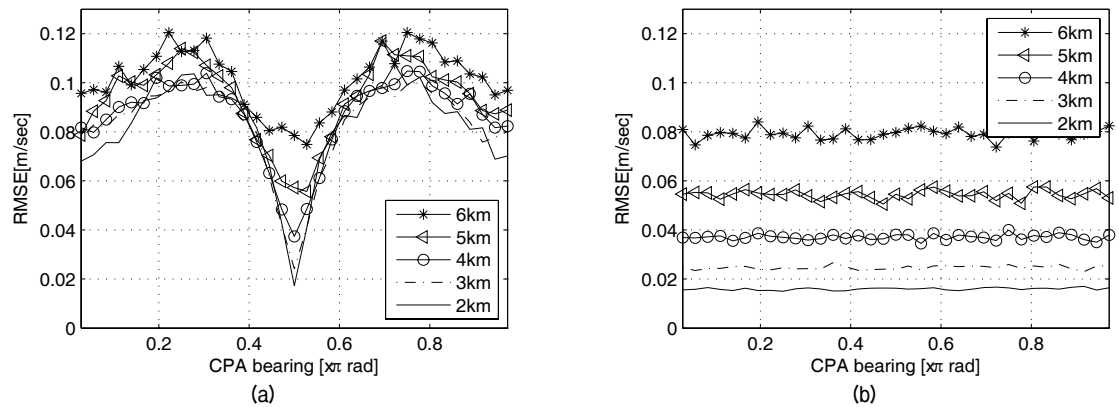 0.12
0.1
0.08
0.06
0.04
0.02
0
RMSE[m/sec]
0.2
0.4
0.6
0.8
CPA bearing [xπ rad]
6km
5km
4km
3km
2km
(a)
0.12
0.1
0.08
0.06
0.04
0.02
0
RMSE[m/sec]
0.2
0.4
0.6
0.8
CPA bearing [xπ rad]
6km
5km
4km
3km
2km
(b)